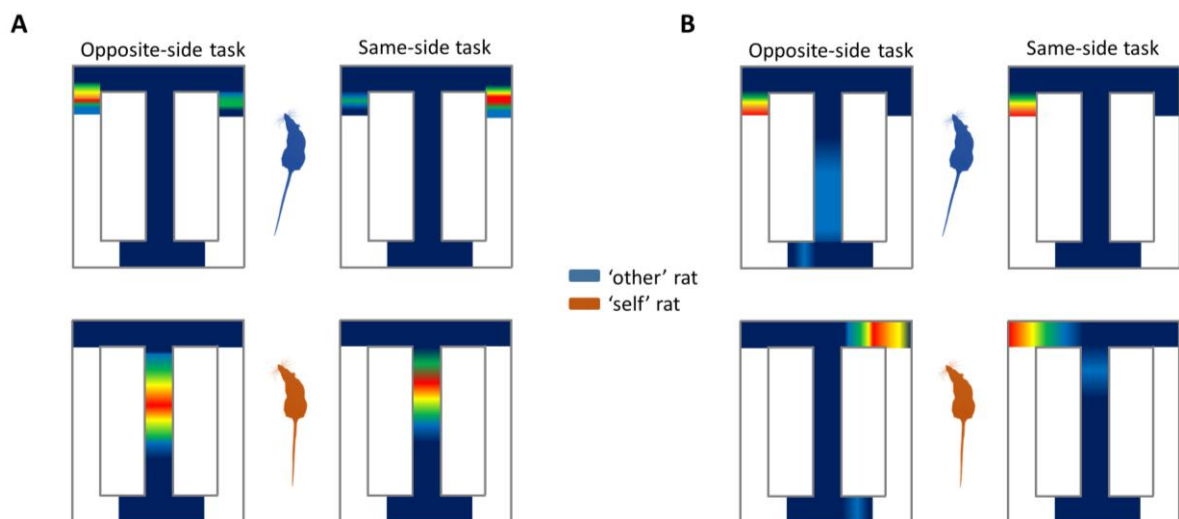 A
Opposite-side task
Same-side task
B
Opposite-side task
Same-side task
'other' rat
'self' rat